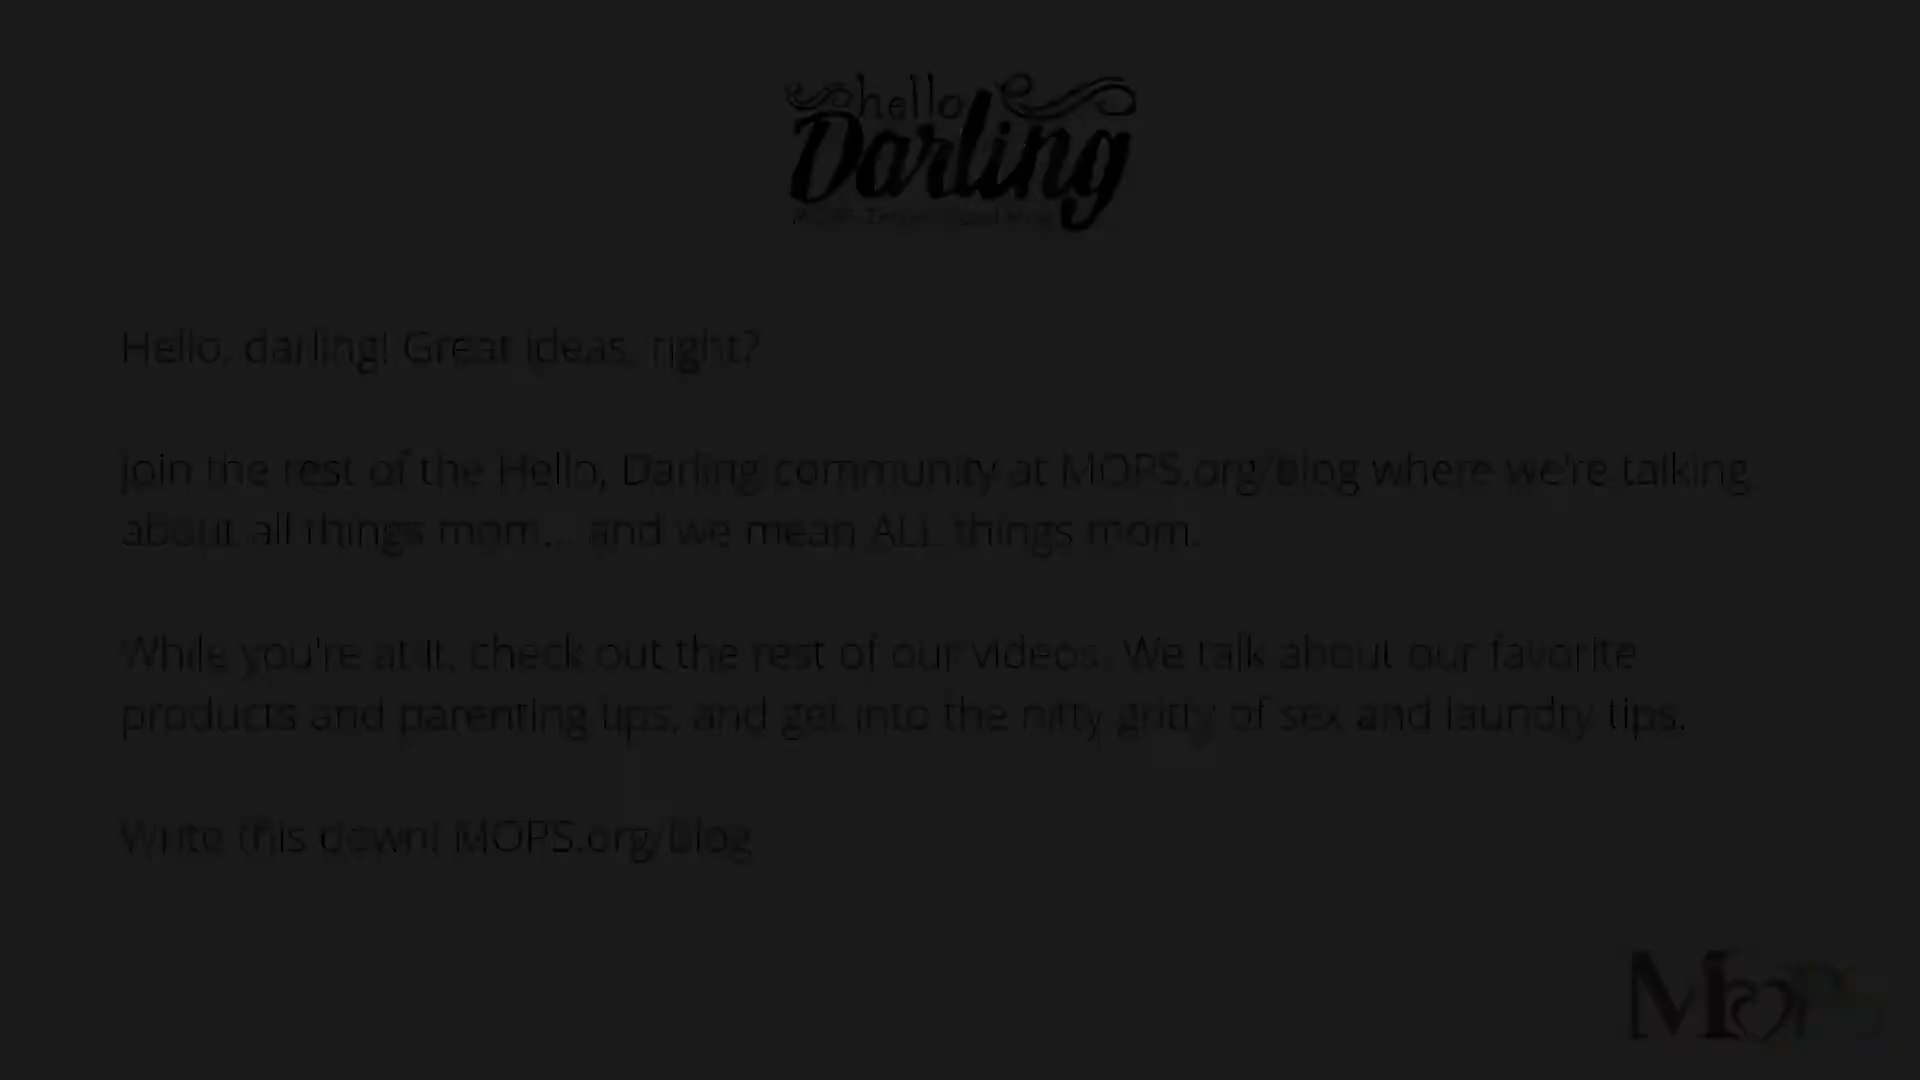 hello
Darling
Hello, darling! Great ideas, right?
Join the rest of the Hello, Darling community at MOPS.org/blog where we're talking
about all things mom... and we mean ALL things mom.
While you're at it, check out the rest of our videos. We talk about our favorite
products and parenting tips, and get into the nitty gritty of sex and laundry tips.
Write this down! MOPS.org/blog
MOPS